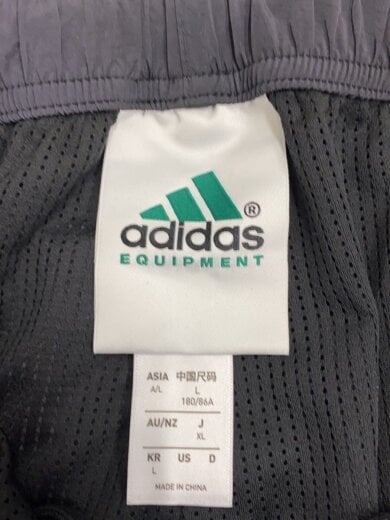 ®
adidas
EQUIPMENT
ASIA 中国尺码
A/L L
180/86A
AU/NZ J
XL
KR US D
L
MADE IN CHINA